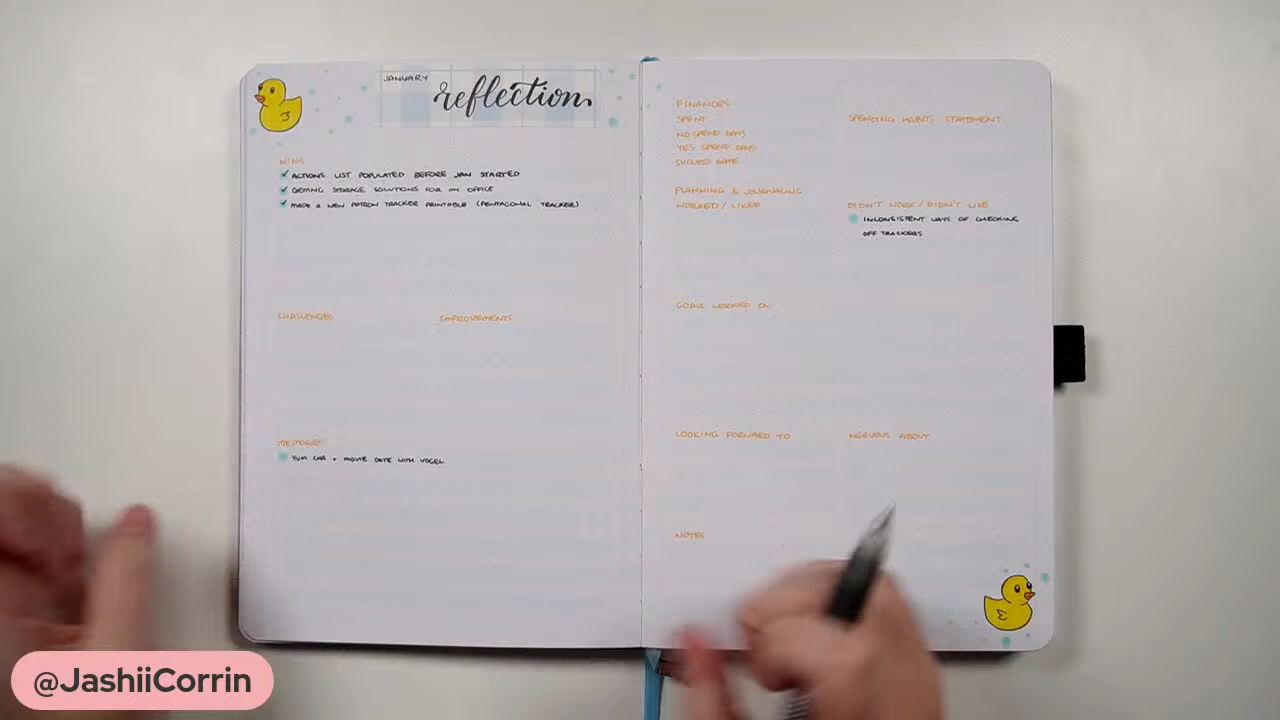 JANUARY
reflection
WINS
ACTIONS LIST POPULATED BEFORE JAN STARTED
GETTING STORAGE SOLUTIONS FOR MY OFFICE
MADE A NEW PATRON TRACKER PRINTABLE (PENTAGONAL TRACKER)
CHALLENGES
IMPROVEMENTS
MEMORIES
YUM CHA + MOVIE DATE WITH VOGEL
FINANCES
SPENT
NO SPEND DAYS
YES SPEND DAYS
SUCCESS RATE
SPENDING HABITS STATEMENT
PLANNING & JOURNALING
WORKED / LIKED
DIDN'T WORK / DIDN'T LIKE
INCONSISTENT WAYS OF CHECKING
OFF TRACKERS
GOALS WORKED ON
LOOKING FORWARD TO
NERVOUS ABOUT
NOTES
@JashiiCorrin